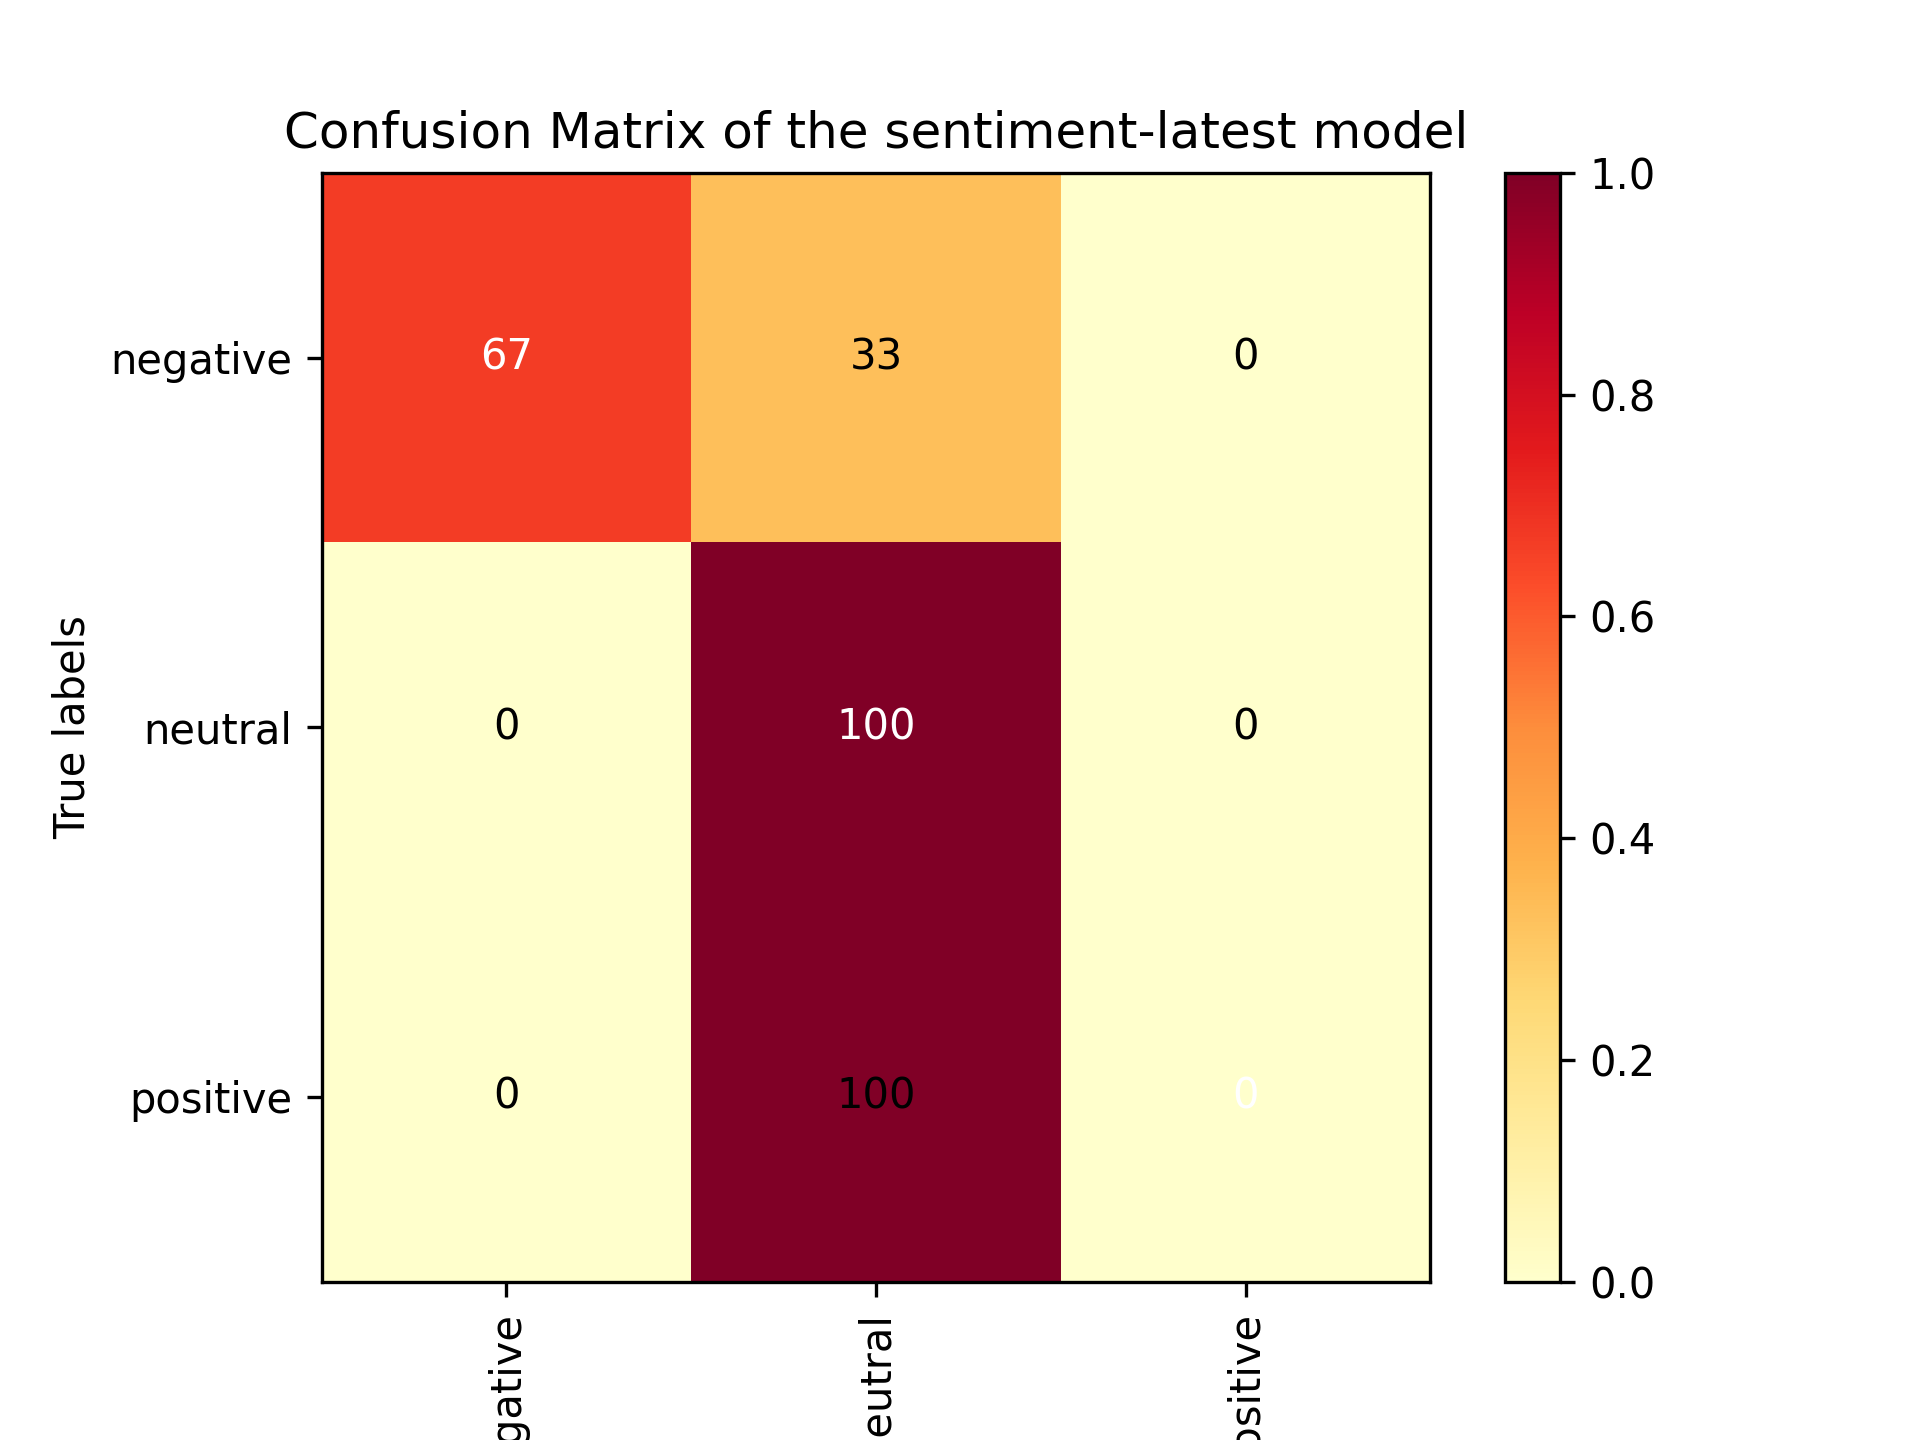 Confusion Matrix of the sentiment-latest model
1.0
negative
67
33
0
0.8
0.6
True labels
neutral
0
100
0
0.4
positive
0
100
0
0.2
0.0
gative
eutral
ositive